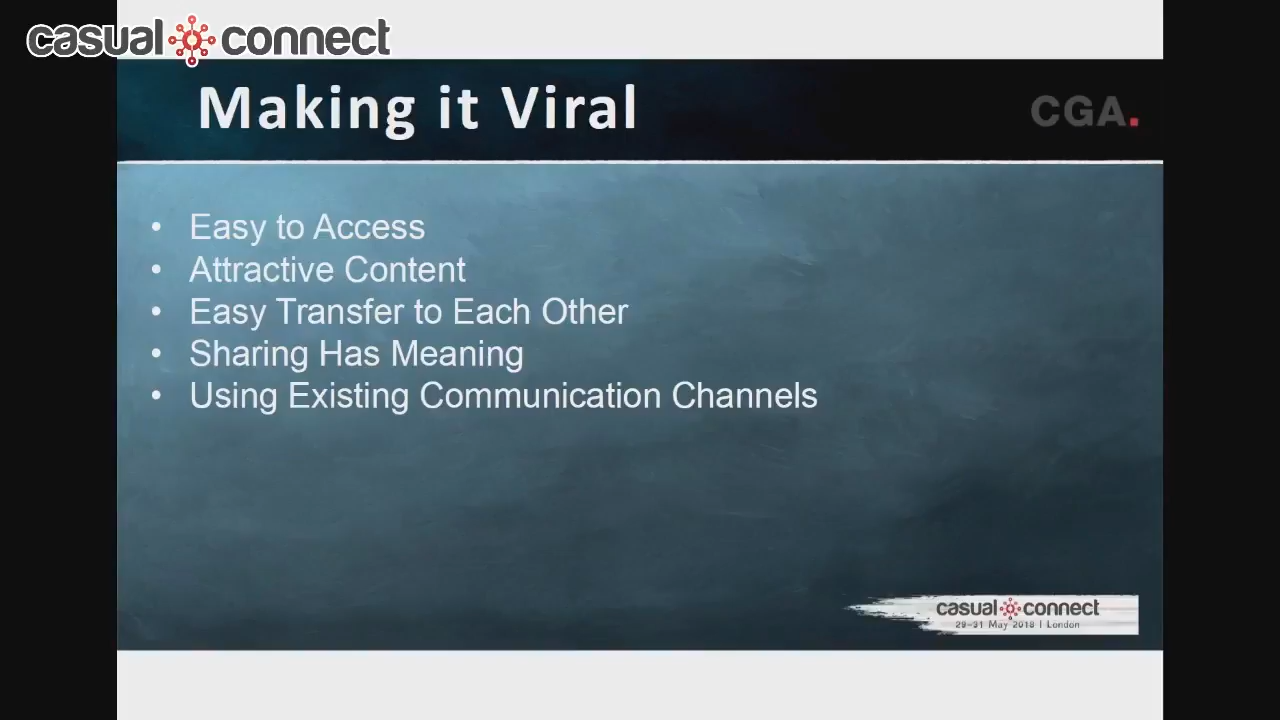 casual connect
Making it Viral
CGA.
• Easy to Access
• Attractive Content
• Easy Transfer to Each Other
• Sharing Has Meaning
• Using Existing Communication Channels
casual connect
29-31 May 2018 | London